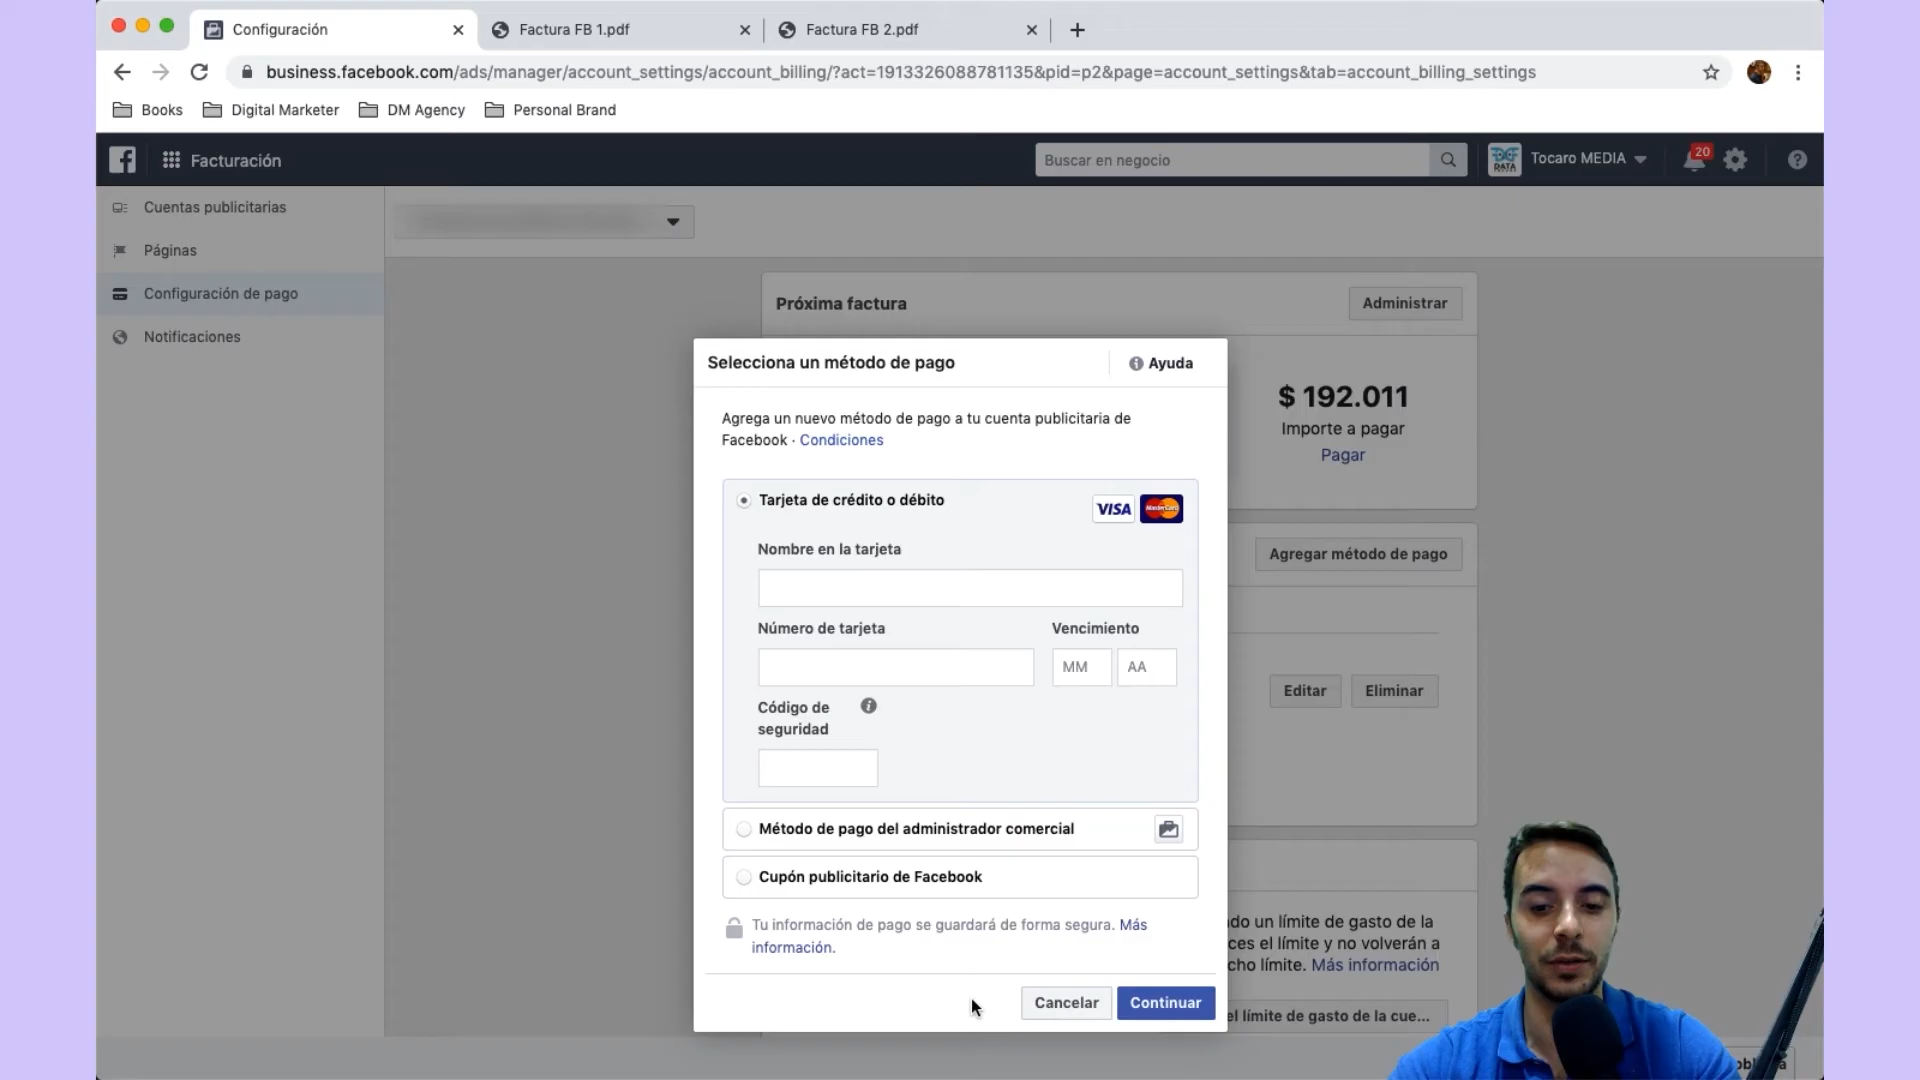 Configuración
Factura FB 1.pdf
Factura FB 2.pdf
business.facebook.com/ads/manager/account_settings/account_billing/?act=1913326088781135&pid=p2&page=account_settings&tab=account_billing_settings
Books
Digital Marketer
DM Agency
Personal Brand
Facturación
Buscar en negocio
DATA
Tocaro MEDIA
20
Cuentas publicitarias
Páginas
Configuración de pago
Notificaciones
Próxima factura
Administrar
$ 192.011
Importe a pagar
Pagar
Agregar método de pago
Editar
Eliminar
Selecciona un método de pago
Ayuda
Agrega un nuevo método de pago a tu cuenta publicitaria de
Facebook · Condiciones
Tarjeta de crédito o débito
VISA
MasterCard
Nombre en la tarjeta
Número de tarjeta
Vencimiento
MM
AA
Código de
seguridad
Método de pago del administrador comercial
Cupón publicitario de Facebook
Tu información de pago se guardará de forma segura. Más
información.
Cancelar
Continuar
do un límite de gasto de la
ces el límite y no volverán a
cho límite. Más información
el límite de gasto de la cue...